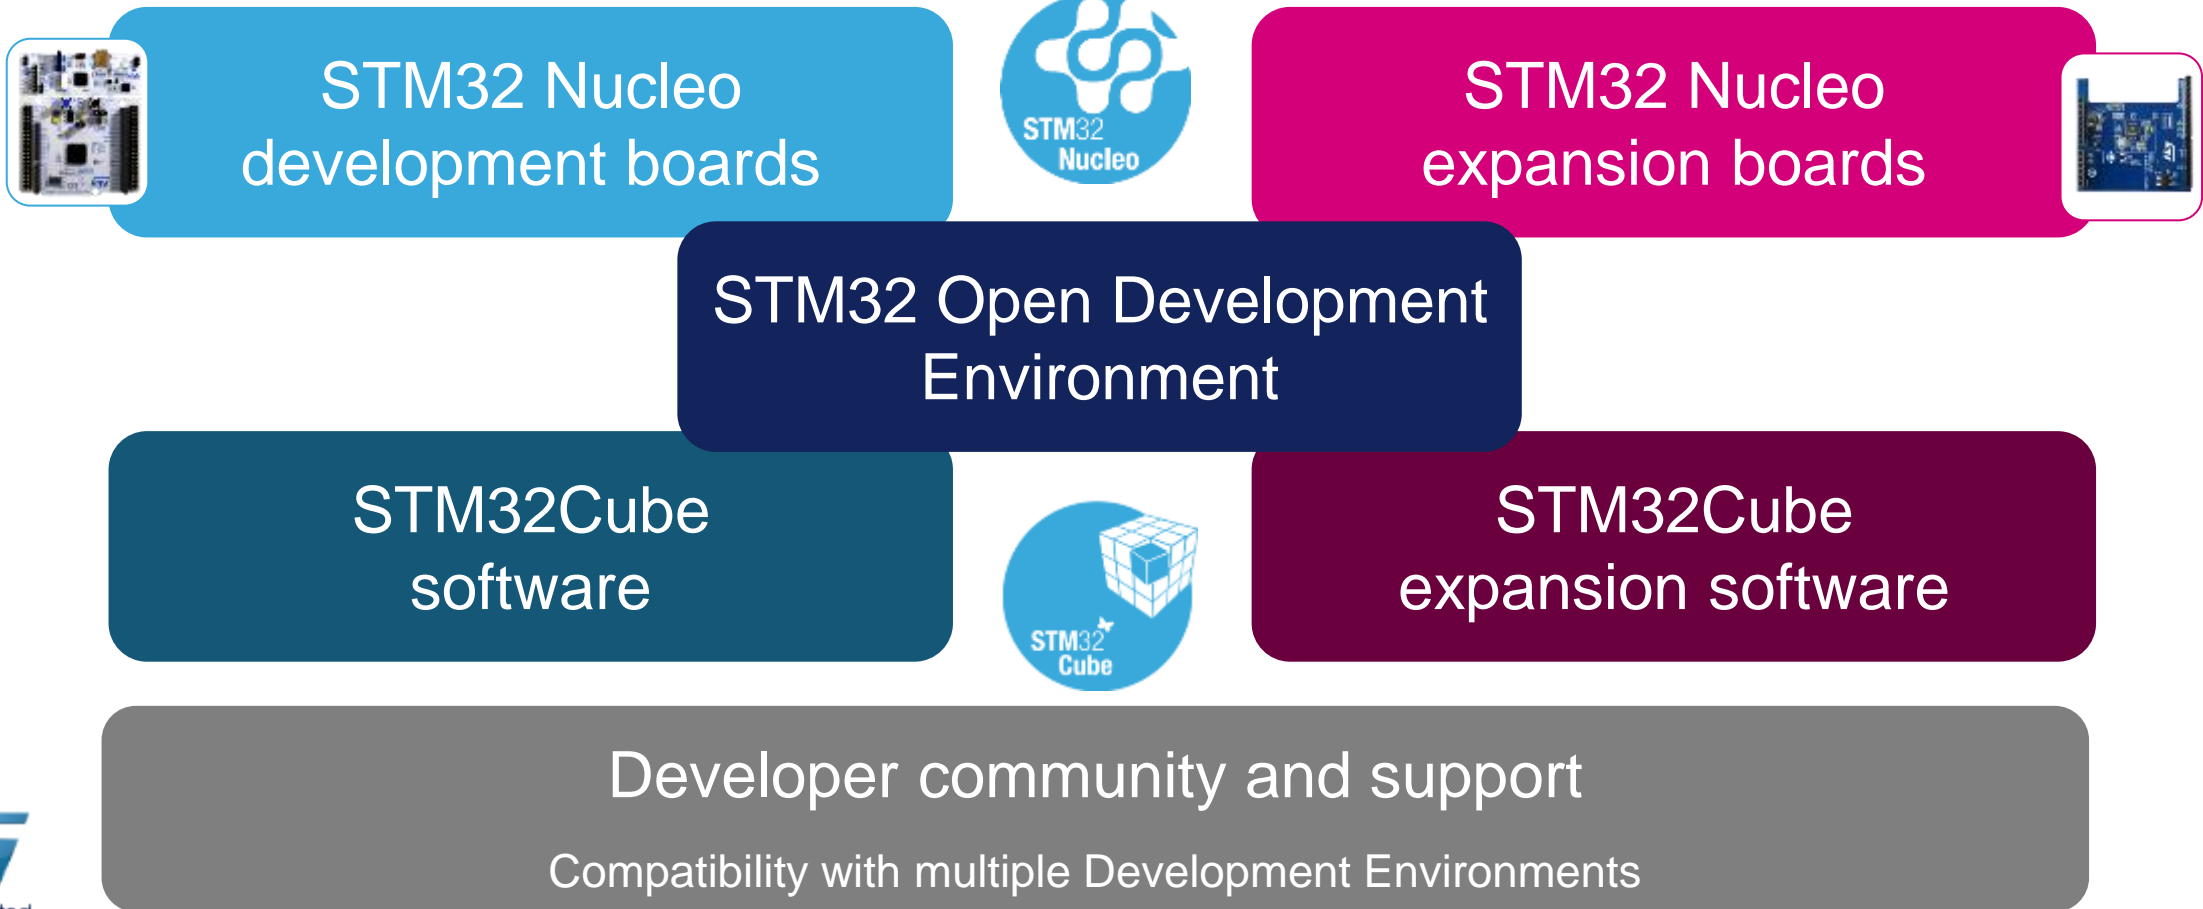 STM32 Nucleo
development boards
STM32
Nucleo
STM32 Nucleo
expansion boards
STM32 Open Development
Environment
STM32Cube
software
STM32
Cube
STM32Cube
expansion software
Developer community and support
Compatibility with multiple Development Environments